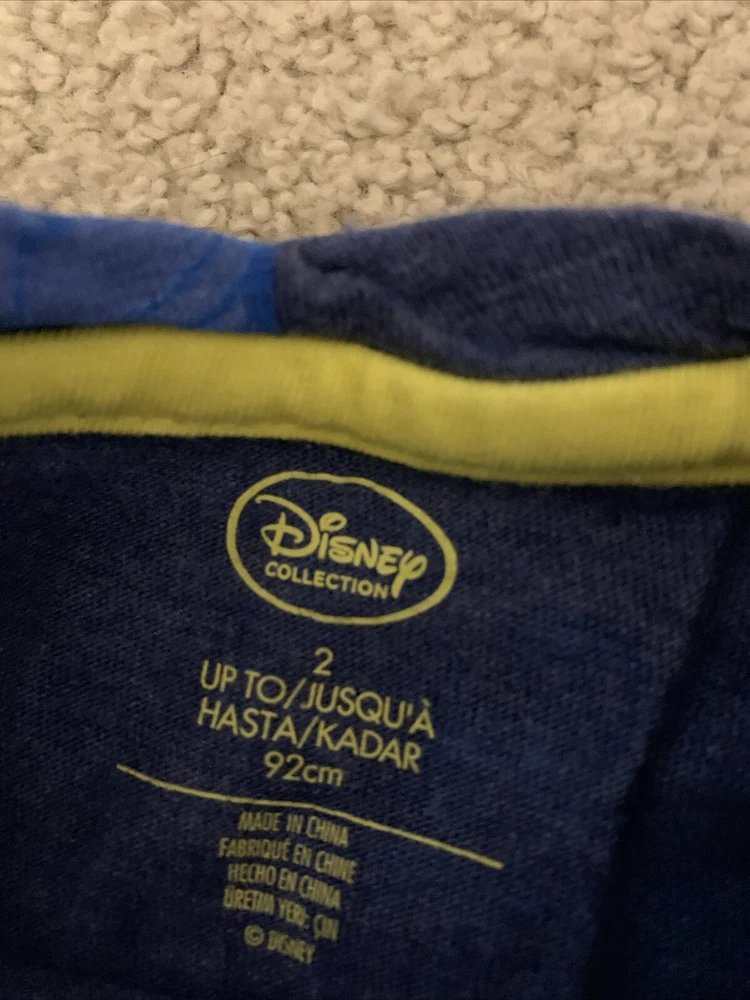 Disney
COLLECTION
2
UP TO/JUSQU'À
HASTA/KADAR
92cm
MADE IN CHINA
FABRIQUÉ EN CHINE
HECHO EN CHINA
ÜRETIM YERI: ÇIN
© DISNEY